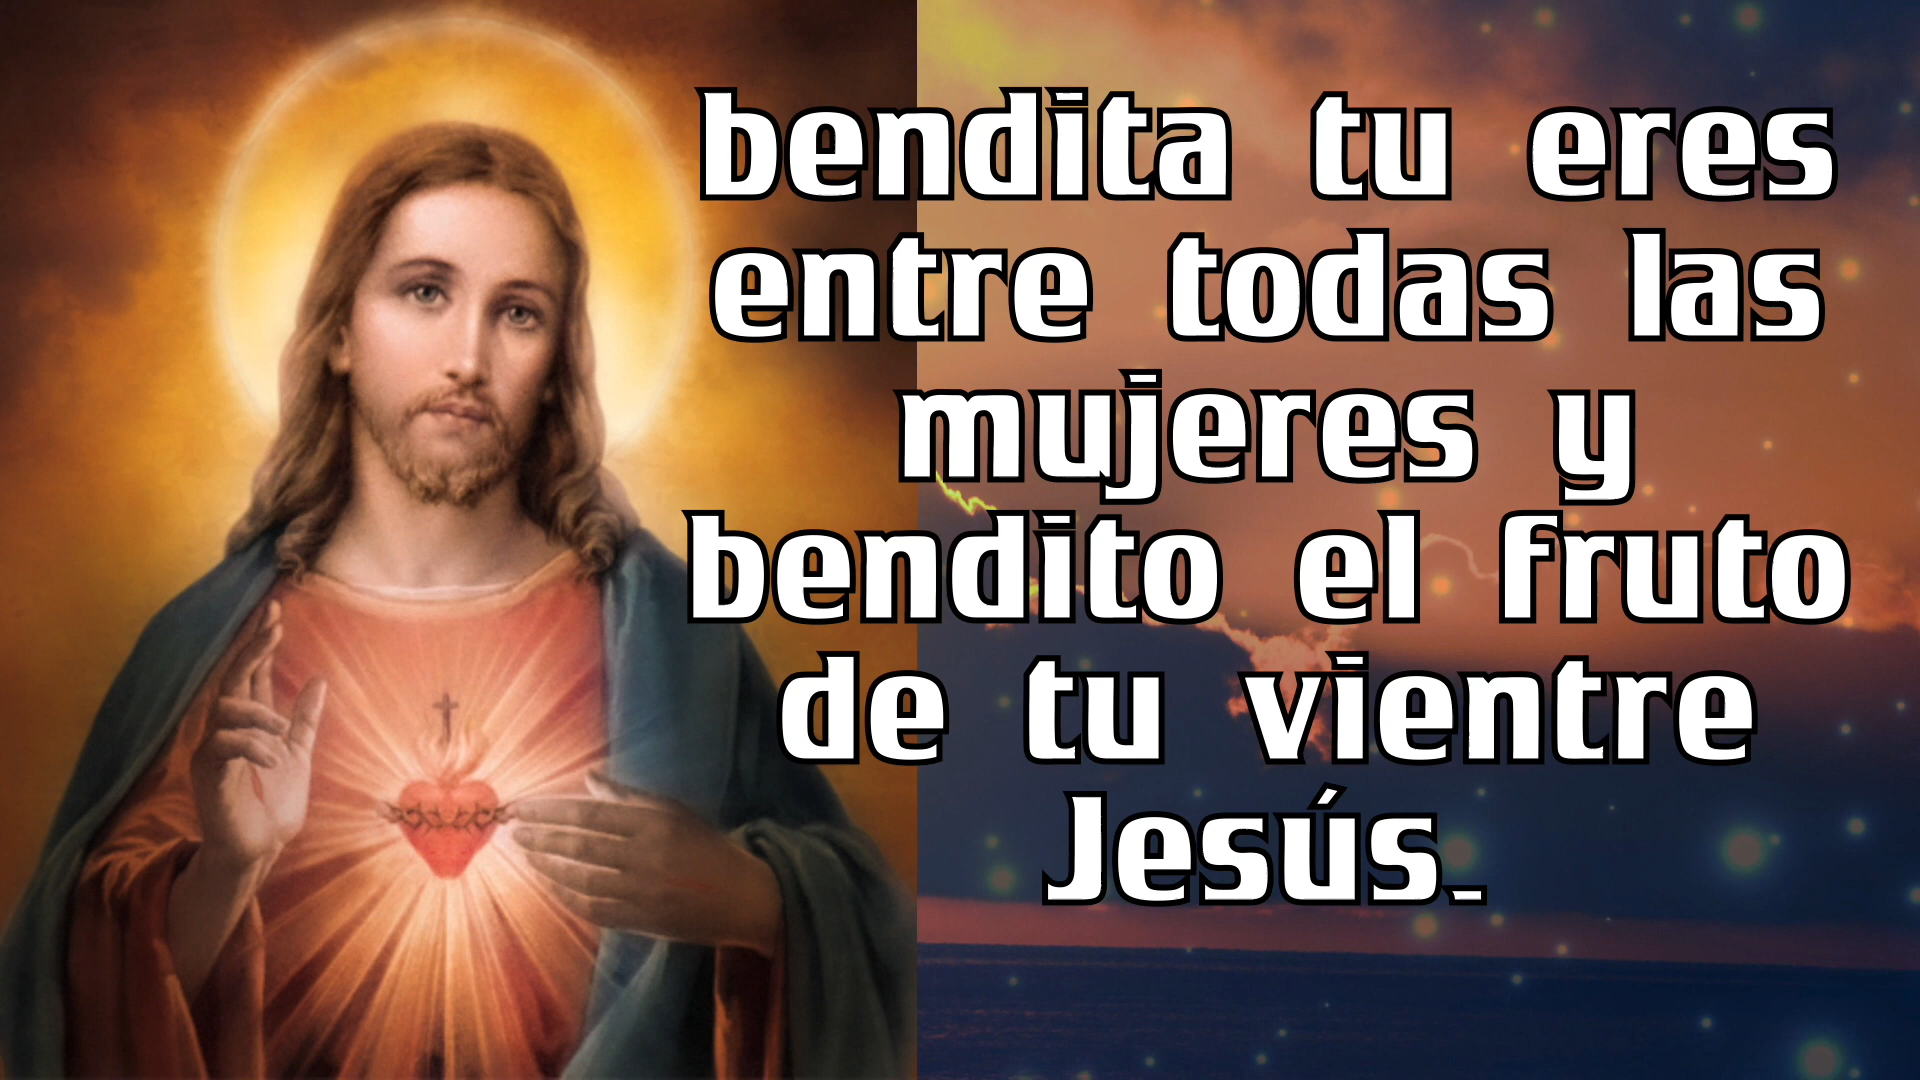 bendita tu eres
entre todas las
mujeres y
bendito el fruto
de tu vientre
Jesús.